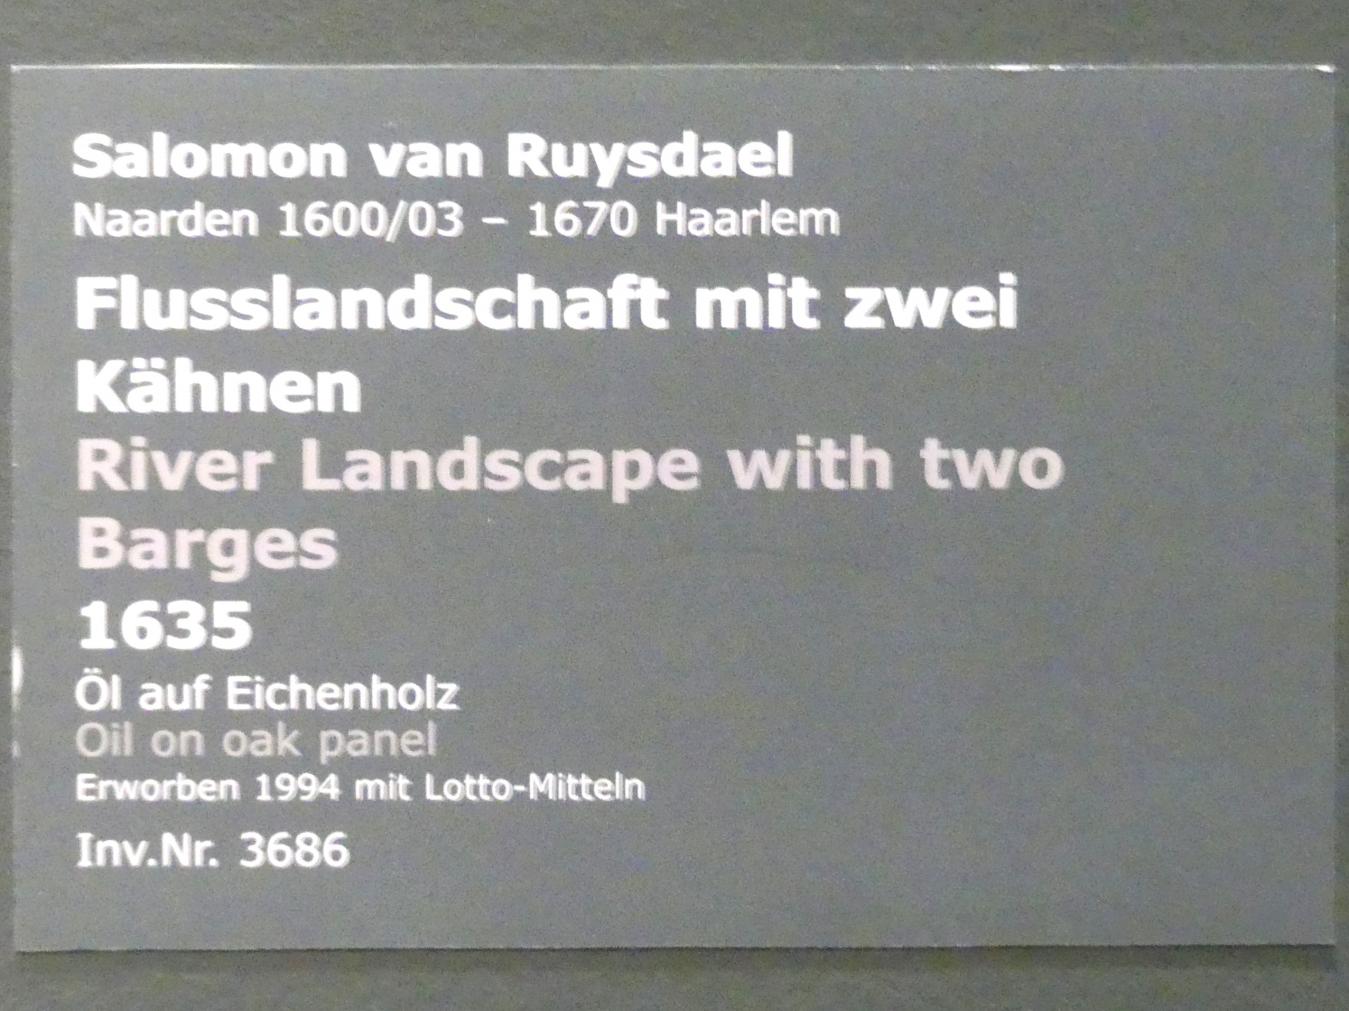 Salomon van Ruysdael
Naarden 1600/03 – 1670 Haarlem
Flusslandschaft mit zwei
Kähnen
River Landscape with two
Barges
1635
Öl auf Eichenholz
Oil on oak panel
Erworben 1994 mit Lotto-Mitteln
Inv.Nr. 3686